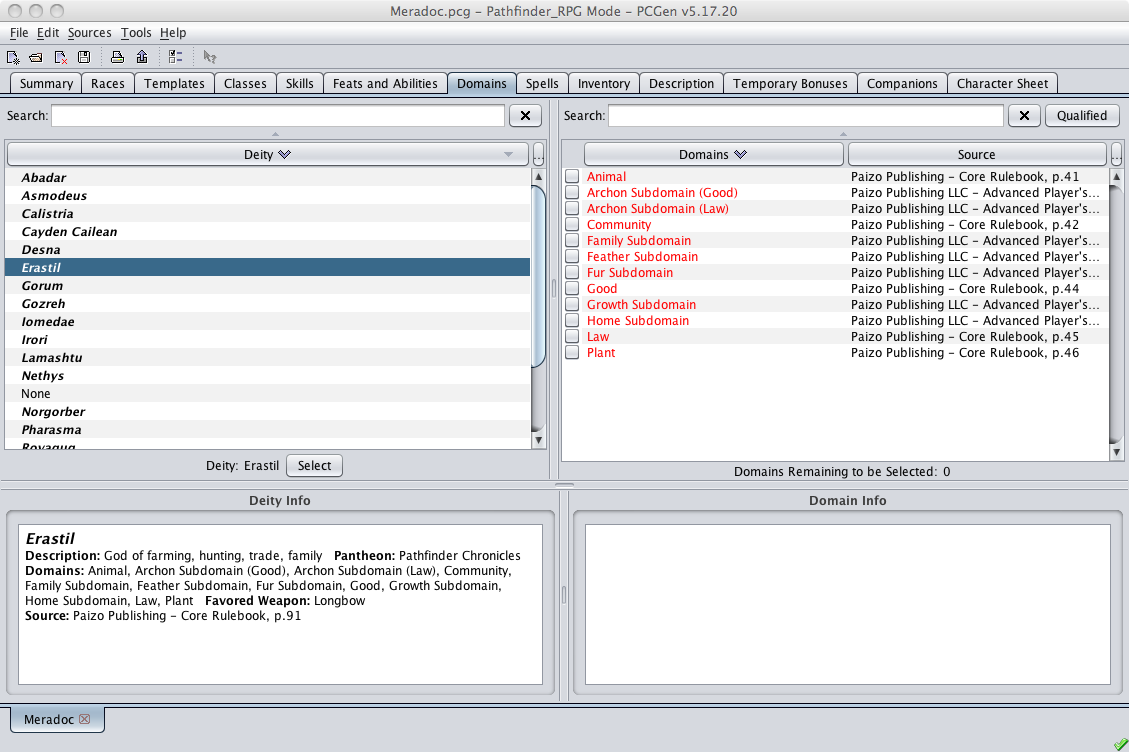 Meradoc.pcg – Pathfinder_RPG Mode – PCGen v5.17.20
File Edit Sources Tools Help
Summary Races Templates Classes Skills Feats and Abilities Domains Spells Inventory Description Temporary Bonuses Companions Character Sheet
Search:
Deity ...
Abadar
Asmodeus
Calistria
Cayden Cailean
Desna
Erastil
Gorum
Gozreh
Iomedae
Irori
Lamashtu
Nethys
None
Norgorber
Pharasma
Rovagug
Deity: Erastil Select
Search: Qualified
Domains Source ...
Animal Paizo Publishing – Core Rulebook, p.41
Archon Subdomain (Good) Paizo Publishing LLC – Advanced Player's...
Archon Subdomain (Law) Paizo Publishing LLC – Advanced Player's...
Community Paizo Publishing – Core Rulebook, p.42
Family Subdomain Paizo Publishing LLC – Advanced Player's...
Feather Subdomain Paizo Publishing LLC – Advanced Player's...
Fur Subdomain Paizo Publishing LLC – Advanced Player's...
Good Paizo Publishing – Core Rulebook, p.44
Growth Subdomain Paizo Publishing LLC – Advanced Player's...
Home Subdomain Paizo Publishing LLC – Advanced Player's...
Law Paizo Publishing – Core Rulebook, p.45
Plant Paizo Publishing – Core Rulebook, p.46
Domains Remaining to be Selected: 0
Deity Info
Erastil
Description: God of farming, hunting, trade, family Pantheon: Pathfinder Chronicles
Domains: Animal, Archon Subdomain (Good), Archon Subdomain (Law), Community,
Family Subdomain, Feather Subdomain, Fur Subdomain, Good, Growth Subdomain,
Home Subdomain, Law, Plant Favored Weapon: Longbow
Source: Paizo Publishing – Core Rulebook, p.91
Domain Info
Meradoc